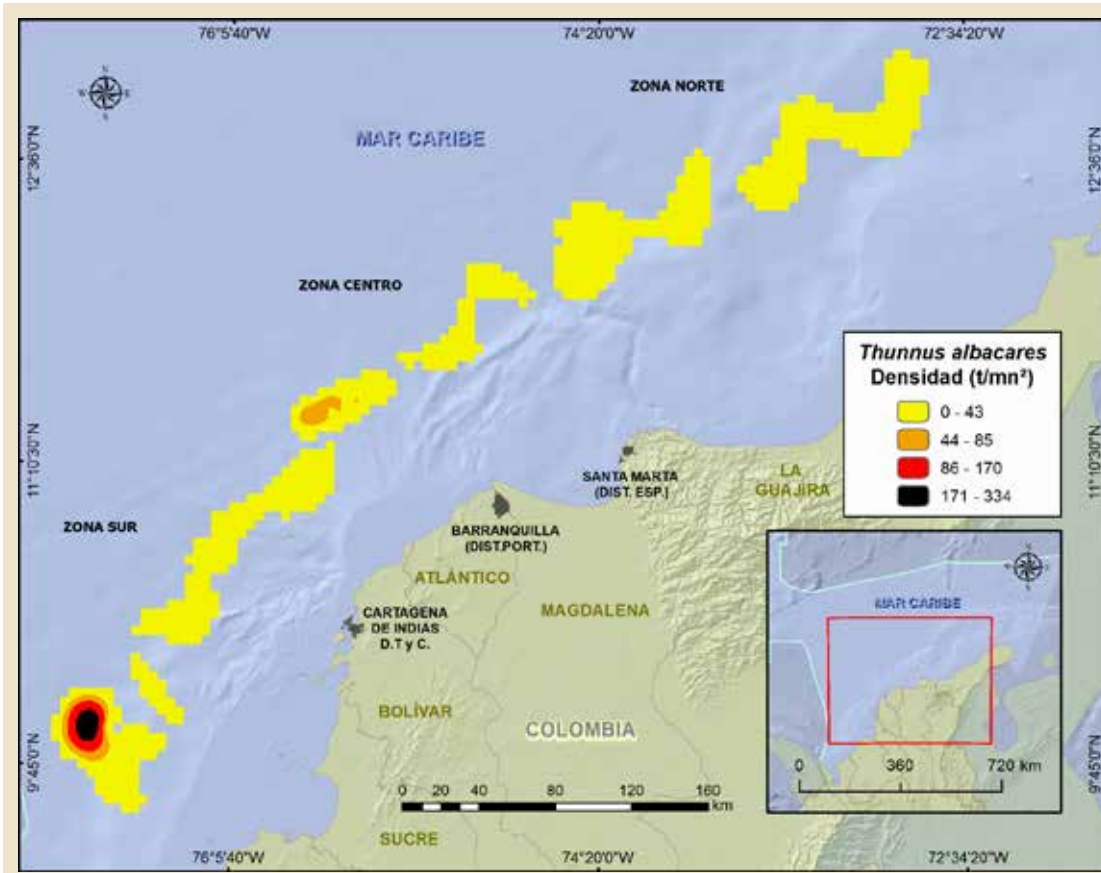 76°5'40"W
74°20'0"W
72°34'20"W
N
W
E
S
ZONA NORTE
MAR CARIBE
12°36'0"N
12°36'0"N
ZONA CENTRO
Thunnus albacares
Densidad (t/mn²)
0 - 43
44 - 85
86 - 170
171 - 334
11°10'30"N
11°10'30"N
SANTA MARTA
(DIST. ESP.)
LA
GUAJIRA
ZONA SUR
BARRANQUILLA
(DIST.PORT.)
ATLÀNTICO
MAGDALENA
CARTAGENA
DE INDIAS
D.T y C.
BOLÍVAR
COLOMBIA
MAR CARIBE
0 360 720 km
9°45'0"N
9°45'0"N
0 10 20 30 40 80 120 160
km
SUCRE
76°5'40"W
74°20'0"W
72°34'20"W